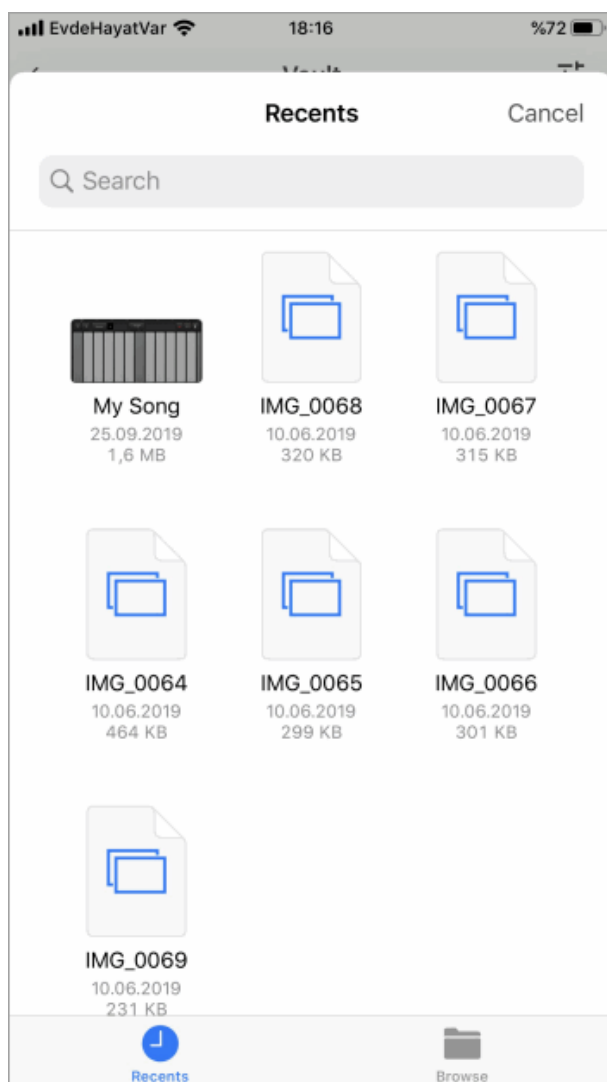 EvdeHayatVar 18:16 %72
Vault
Recents Cancel
Search
My Song IMG_0068 IMG_0067
25.09.2019 10.06.2019 10.06.2019
1,6 MB 320 KB 315 KB
IMG_0064 IMG_0065 IMG_0066
10.06.2019 10.06.2019 10.06.2019
464 KB 299 KB 301 KB
IMG_0069
10.06.2019
231 KB
Recents Browse